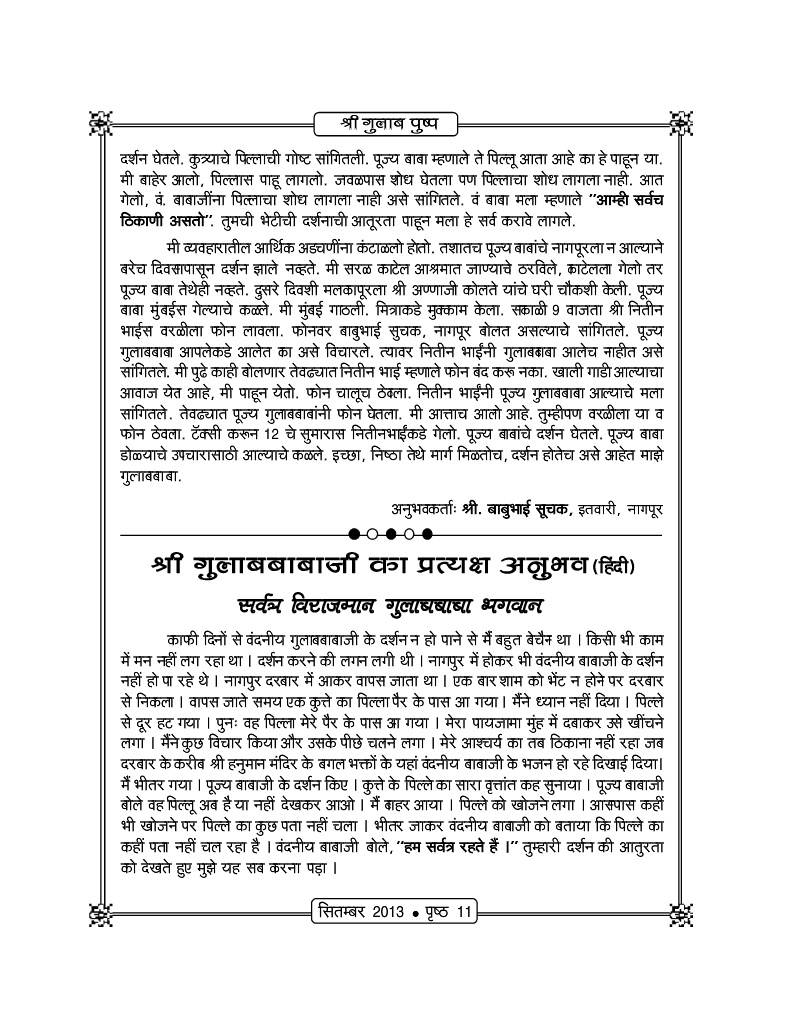 श्री गुलाब पुष्प
दर्शन घेतले. कुत्र्याचे पिल्लाची गोष्ट सांगितली. पूज्य बाबा म्हणाले ते पिल्लू आता आहे का हे पाहून या.
मी बाहेर आलो, पिल्लास पाहू लागलो. जवळपास शोध घेतला पण पिल्लाचा शोध लागला नाही. आत
गेलो, वं. बाबाजींना पिल्लाचा शोध लागला नाही असे सांगितले. वं बाबा मला म्हणाले “आम्ही सर्वच
ठिकाणी असतो”. तुमची भेटीची दर्शनाची आतूरता पाहून मला हे सर्व करावे लागले.
मी व्यवहारातील आर्थिक अडचणींना कंटाळलो होतो. तशातच पूज्य बाबांचे नागपूरला न आल्याने
बरेच दिवसापासून दर्शन झाले नव्हते. मी सरळ काटेल आश्रमात जाण्याचे ठरविले, काटेलला गेलो तर
पूज्य बाबा तेथेही नव्हते. दुसरे दिवशी मलकापूरला श्री अण्णाजी कोलते यांचे घरी चौकशी केली. पूज्य
बाबा मुंबईस गेल्याचे कळले. मी मुंबई गाठली. मित्राकडे मुक्काम केला. सकाळी 9 वाजता श्री नितीन
भाईस वरळीला फोन लावला. फोनवर बाबुभाई सुचक, नागपूर बोलत असल्याचे सांगितले. पूज्य
गुलाबबाबा आपलेकडे आलेत का असे विचारले. त्यावर नितीन भाईंनी गुलाबबाबा आलेच नाहीत असे
सांगितले. मी पुढे काही बोलणार तेवढ्यात नितीन भाई म्हणाले फोन बंद करू नका. खाली गाडी आल्याचा
आवाज येत आहे, मी पाहून येतो. फोन चालूच ठेवला. नितीन भाईंनी पूज्य गुलाबबाबा आल्याचे मला
सांगितले. तेवढ्यात पूज्य गुलाबबाबांनी फोन घेतला. मी आत्ताच आलो आहे. तुम्हीपण वरळीला या व
फोन ठेवला. टॅक्सी करून 12 चे सुमारास नितीनभाईंकडे गेलो. पूज्य बाबांचे दर्शन घेतले. पूज्य बाबा
डोळ्याचे उपचारासाठी आल्याचे कळले. इच्छा, निष्ठा तेथे मार्ग मिळतोच, दर्शन होतेच असे आहेत माझे
गुलाबबाबा.
अनुभवकर्ताः श्री. बाबुभाई सूचक, इतवारी, नागपूर
श्री गुलाबबाबाजी का प्रत्यक्ष अनुभव (हिंदी)
सर्वत्र विराजमान गुलाबबाबा भगवान
काफी दिनों से वंदनीय गुलाबबाबाजी के दर्शन न हो पाने से मैं बहुत बेचैन था । किसी भी काम
में मन नहीं लग रहा था । दर्शन करने की लगन लगी थी । नागपुर में होकर भी वंदनीय बाबाजी के दर्शन
नहीं हो पा रहे थे । नागपुर दरबार में आकर वापस जाता था । एक बार शाम को भेंट न होने पर दरबार
से निकला । वापस जाते समय एक कुत्ते का पिल्ला पैर के पास आ गया । मैंने ध्यान नहीं दिया । पिल्ले
से दूर हट गया । पुनः वह पिल्ला मेरे पैर के पास आ गया । मेरा पायजामा मुंह में दबाकर उसे खींचने
लगा । मैंने कुछ विचार किया और उसके पीछे चलने लगा । मेरे आश्चर्य का तब ठिकाना नहीं रहा जब
दरबार के करीब श्री हनुमान मंदिर के बगल भक्तों के यहां वंदनीय बाबाजी के भजन हो रहे दिखाई दिया।
मैं भीतर गया । पूज्य बाबाजी के दर्शन किए । कुत्ते के पिल्ले का सारा वृत्तांत कह सुनाया । पूज्य बाबाजी
बोले वह पिल्लू अब है या नहीं देखकर आओ । मैं बाहर आया । पिल्ले को खोजने लगा । आसपास कहीं
भी खोजने पर पिल्ले का कुछ पता नहीं चला । भीतर जाकर वंदनीय बाबाजी को बताया कि पिल्ले का
कहीं पता नहीं चल रहा है । वंदनीय बाबाजी बोले, “हम सर्वत्र रहते हैं ।” तुम्हारी दर्शन की आतुरता
को देखते हुए मुझे यह सब करना पड़ा ।
सितम्बर 2013 ● पृष्ठ 11